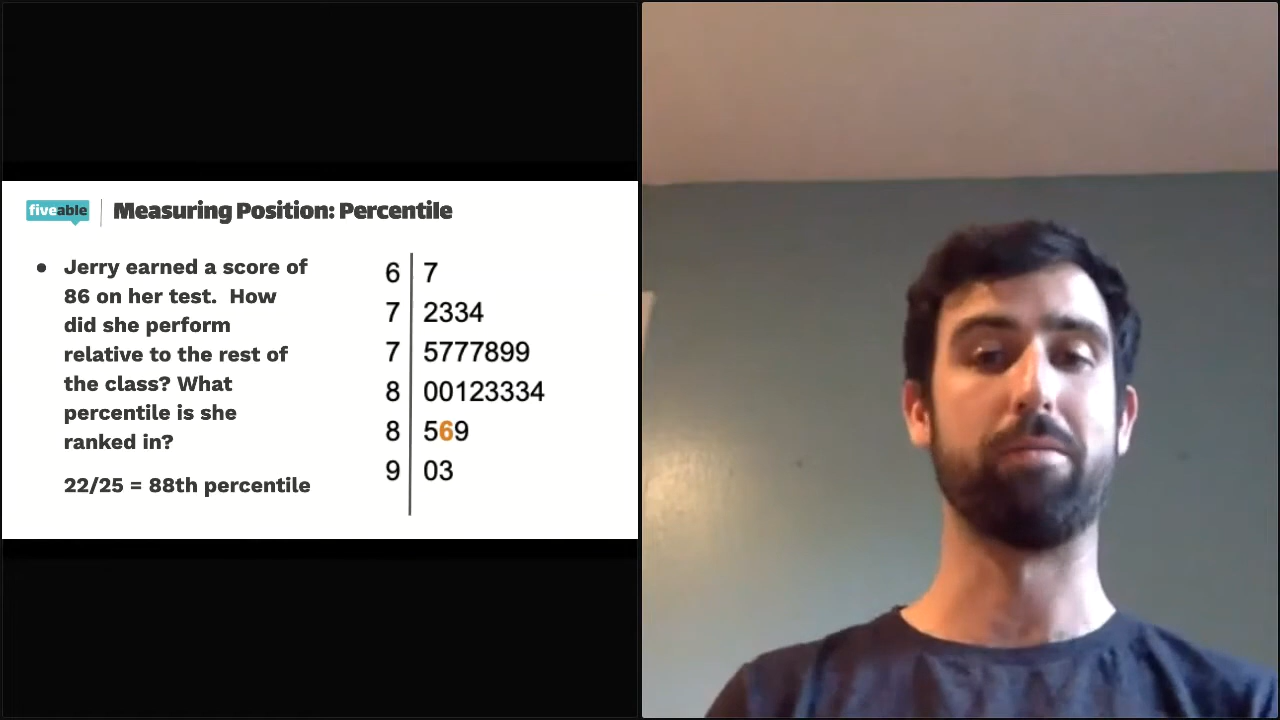 fiveable
Measuring Position: Percentile
• Jerry earned a score of
86 on her test. How
did she perform
relative to the rest of
the class? What
percentile is she
ranked in?
22/25 = 88th percentile
6 | 7
7 | 2334
7 | 5777899
8 | 00123334
8 | 569
9 | 03